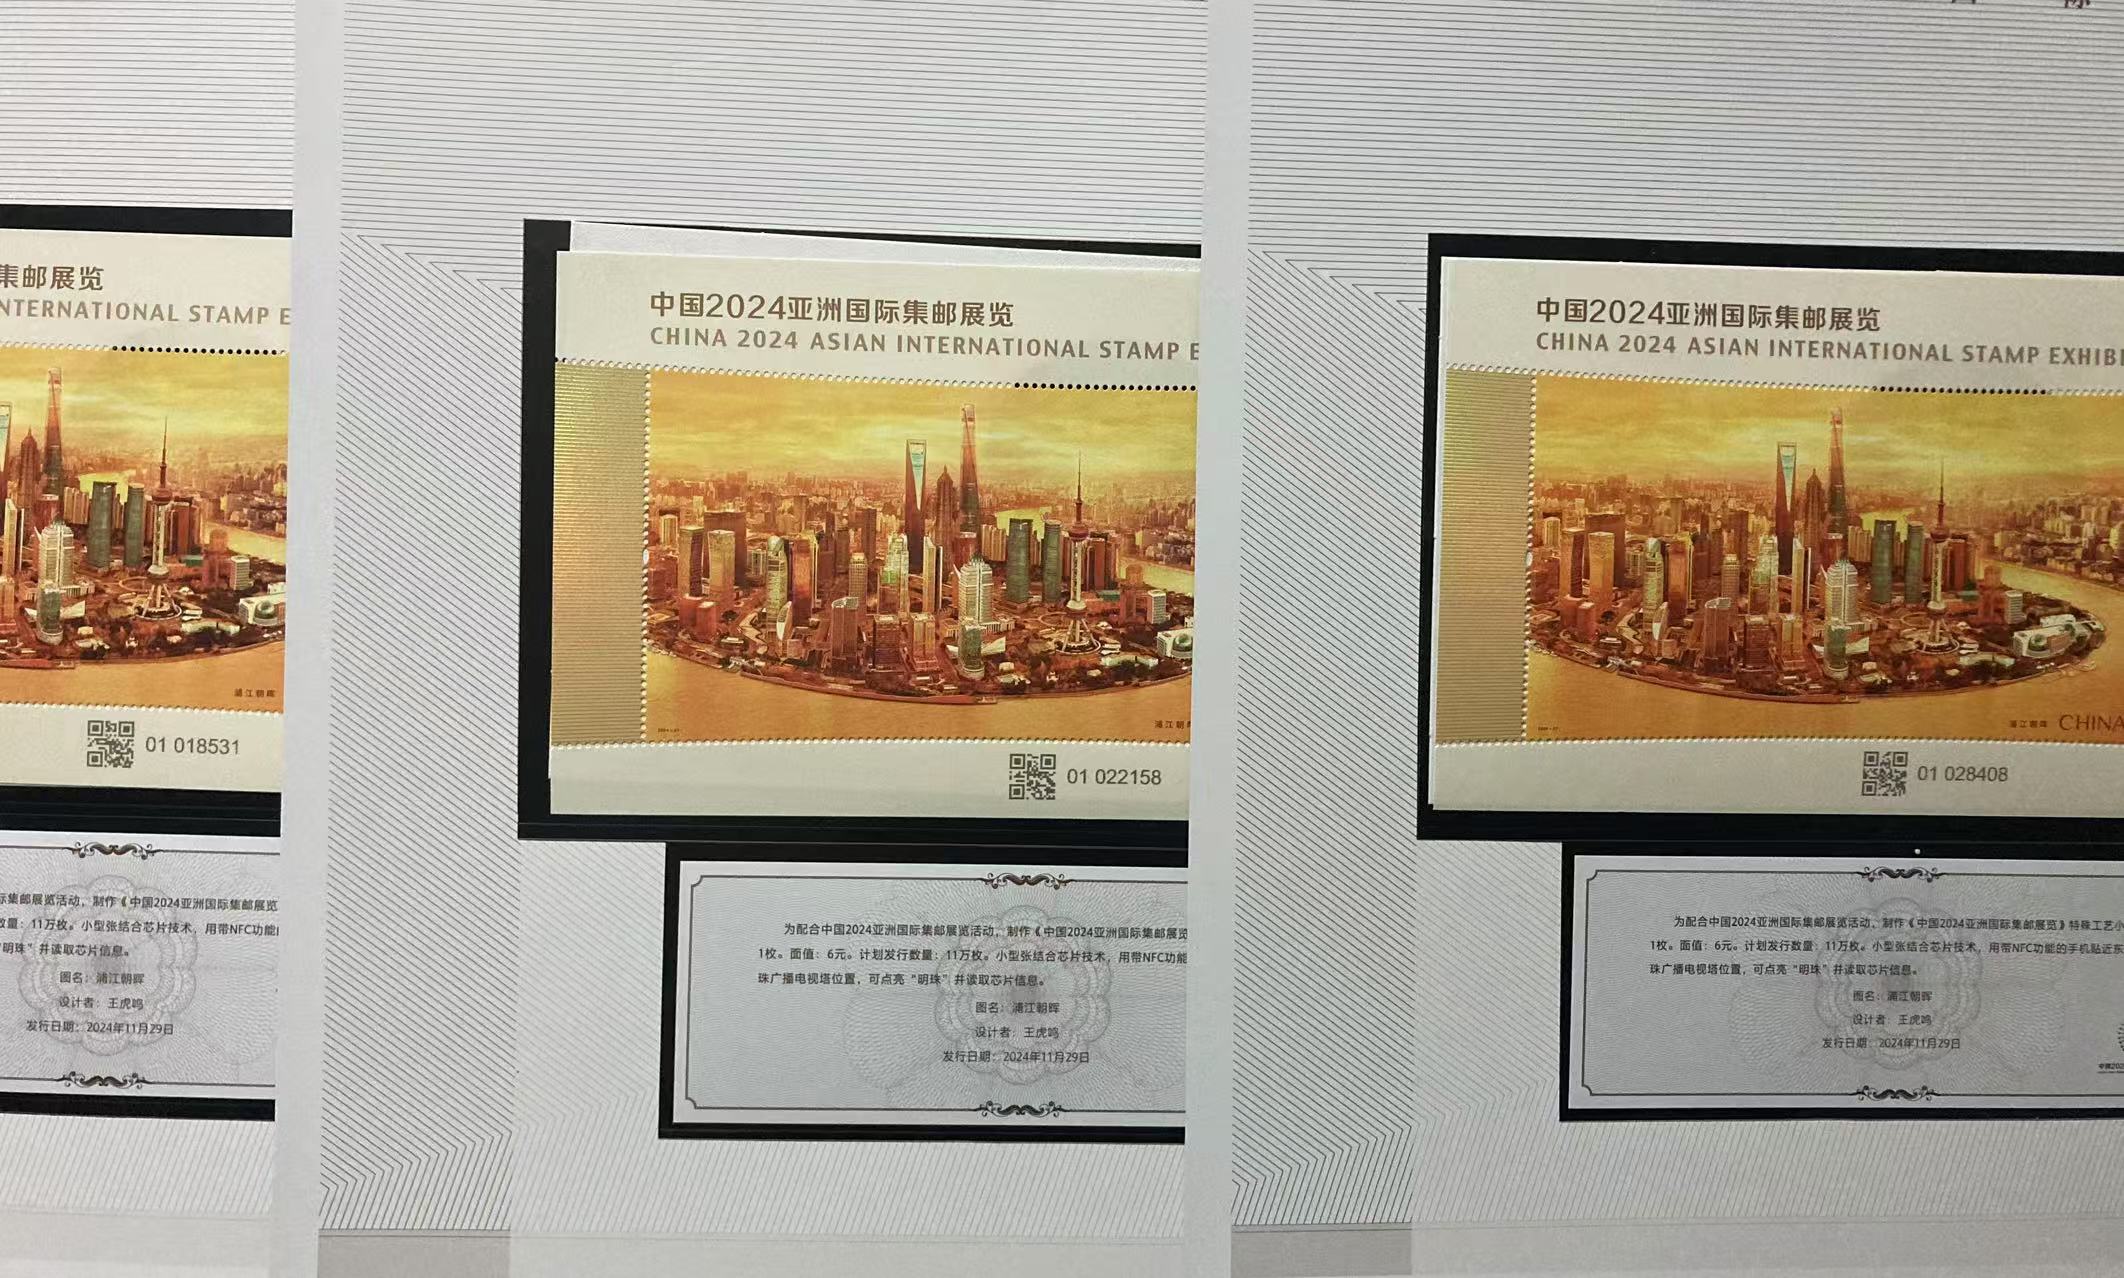 集邮展览
NTERNATIONAL STAMP E
浦江朝晖
01 018531
际集邮展览活动，制作《中国2024亚洲国际集邮展览
数量：11万枚。小型张结合芯片技术，用带NFC功能
“明珠”并读取芯片信息。
图名：浦江朝晖
设计者：王虎鸣
发行日期：2024年11月29日
中国2024亚洲国际集邮展览
CHINA 2024 ASIAN INTERNATIONAL STAMP E
浦江朝
01 022158
为配合中国2024亚洲国际集邮展览活动，制作《中国2024亚洲国际集邮展览
1枚。面值：6元。计划发行数量：11万枚。小型张结合芯片技术，用带NFC功能
珠广播电视塔位置，可点亮“明珠”并读取芯片信息。
图名：浦江朝晖
设计者：王虎鸣
发行日期：2024年11月29日
中国2024亚洲国际集邮展览
CHINA 2024 ASIAN INTERNATIONAL STAMP EXHIBI
浦江朝晖 CHINA
01 028408
为配合中国2024亚洲国际集邮展览活动，制作《中国2024亚洲国际集邮展览》特殊工艺小
1枚。面值：6元。计划发行数量：11万枚。小型张结合芯片技术，用带NFC功能的手机贴近东
珠广播电视塔位置，可点亮“明珠”并读取芯片信息。
图名：浦江朝晖
设计者：王虎鸣
发行日期：2024年11月29日